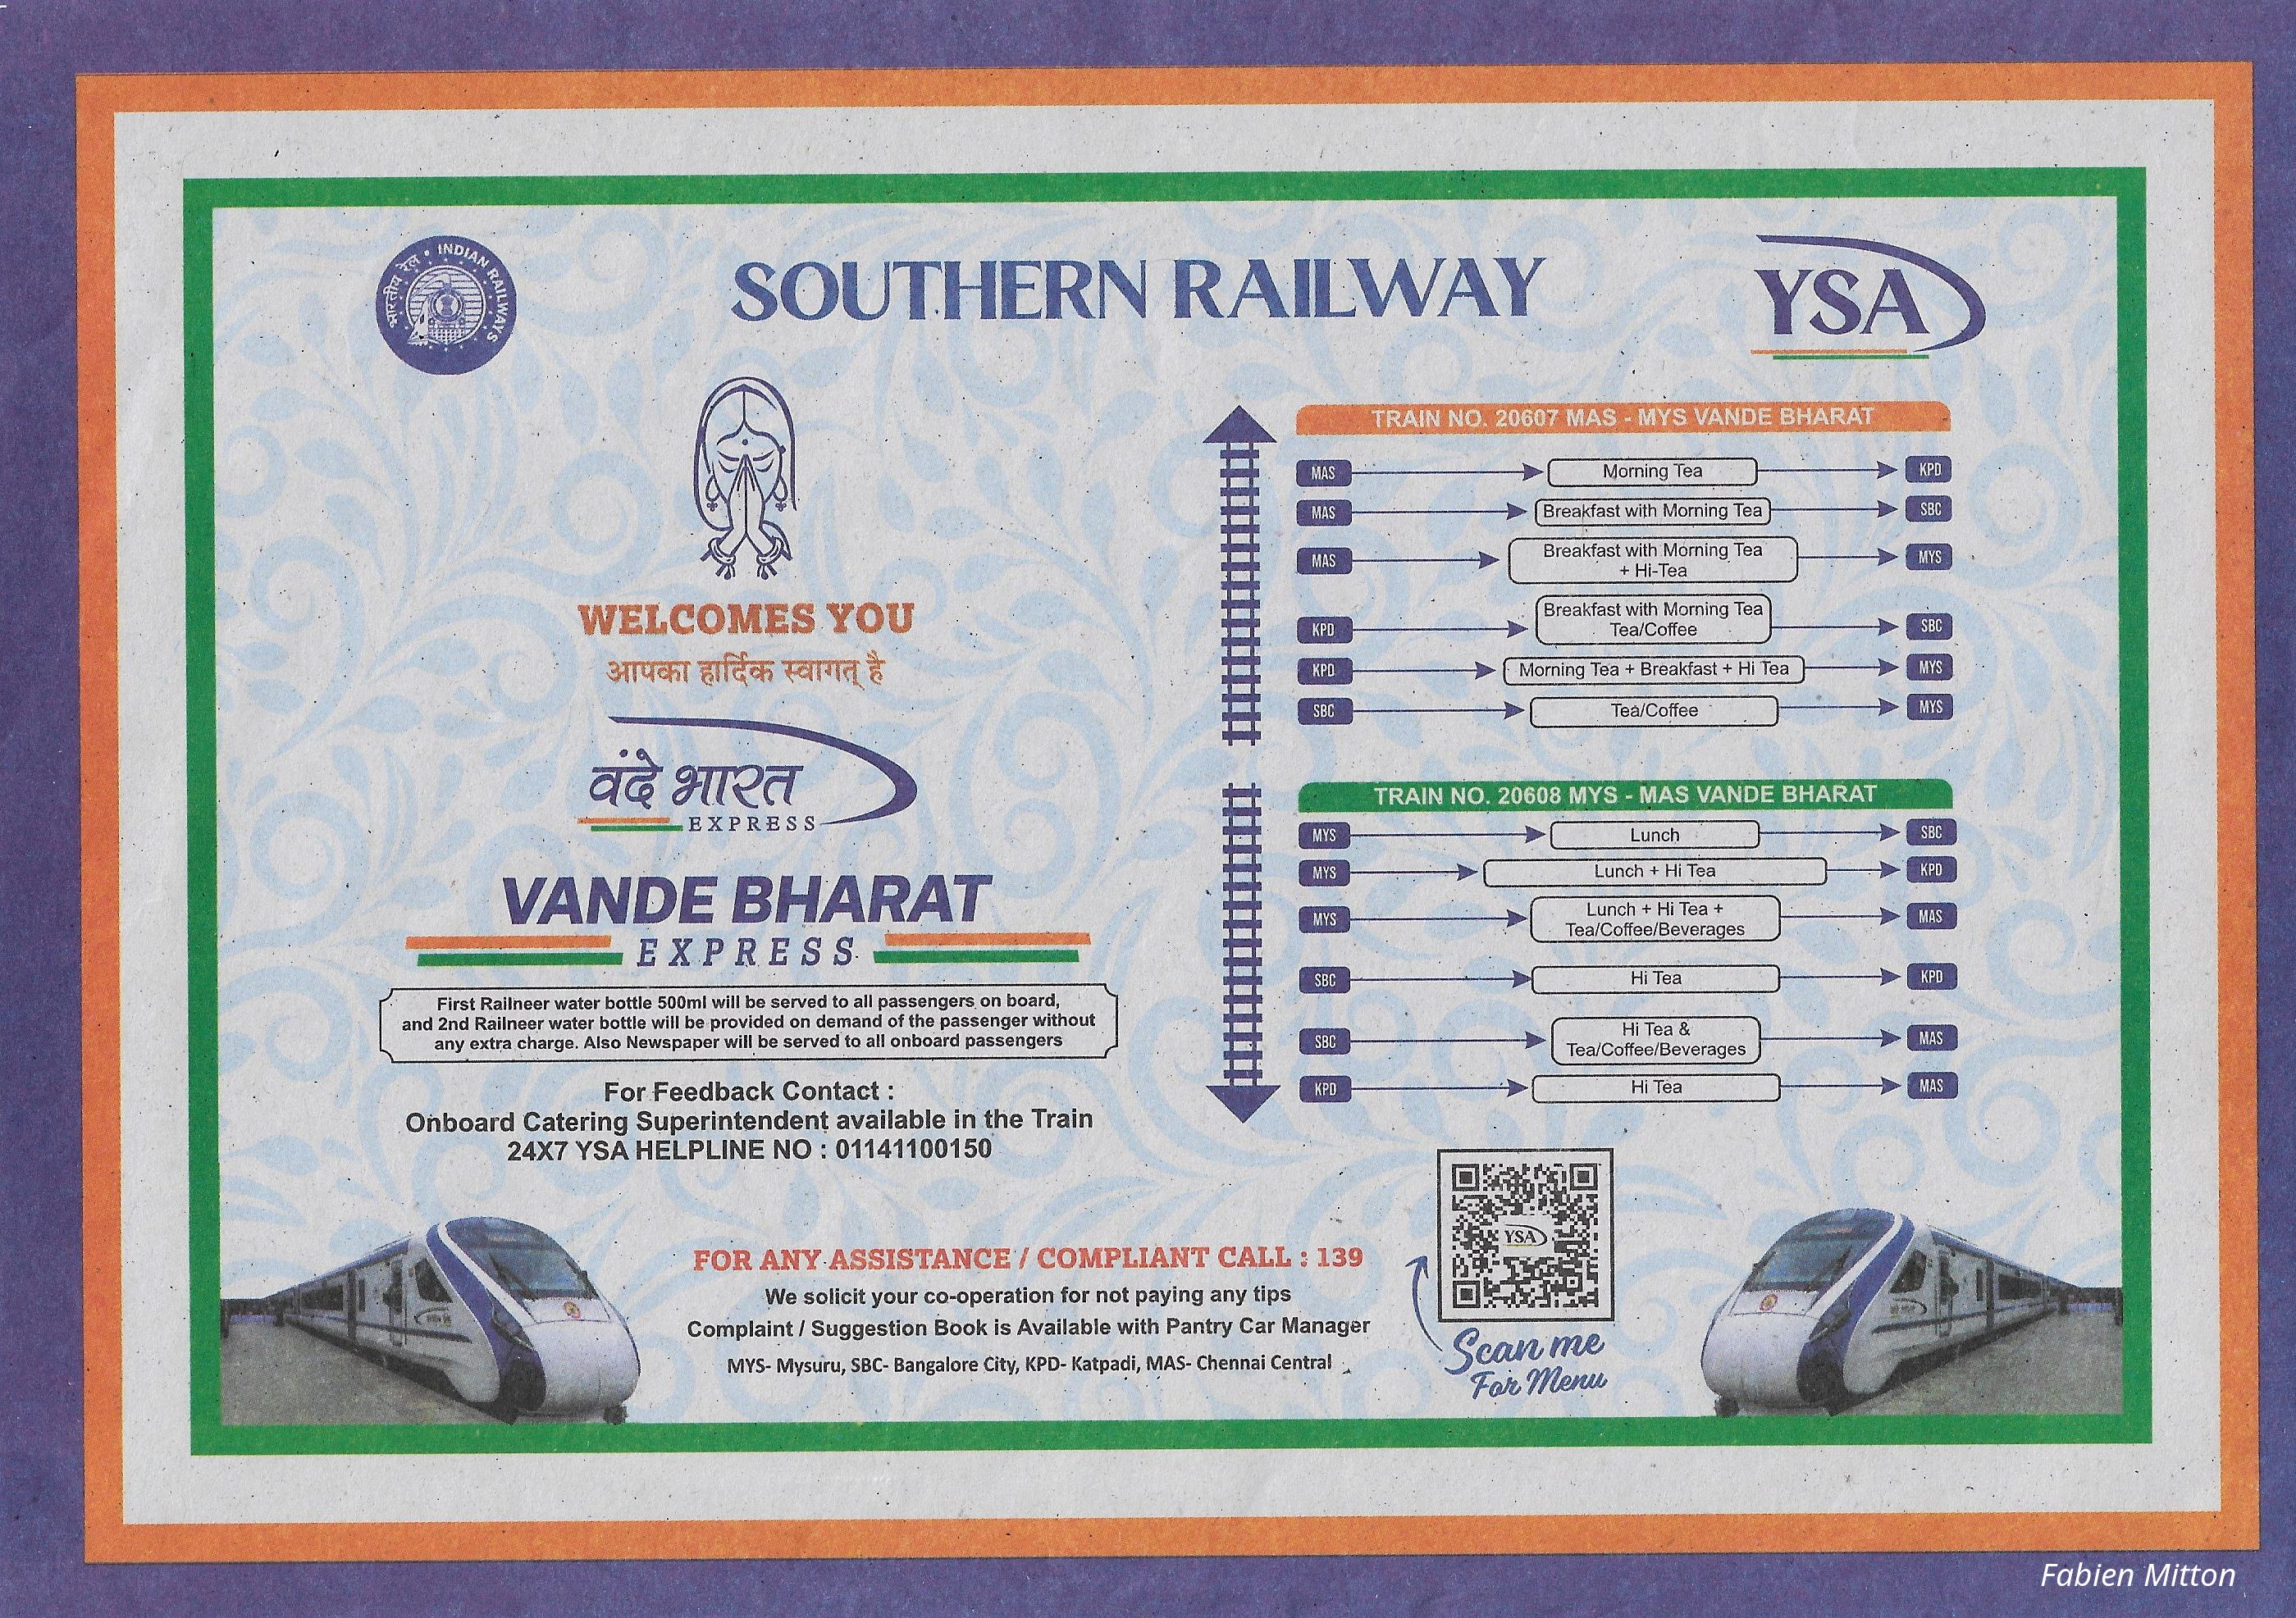 भारतीय रेल • INDIAN RAILWAYS
SOUTHERN RAILWAY
YSA
WELCOMES YOU
आपका हार्दिक स्वागत् है
वंदे भारत
EXPRESS
VANDE BHARAT
EXPRESS
First Railneer water bottle 500ml will be served to all passengers on board,
and 2nd Railneer water bottle will be provided on demand of the passenger without
any extra charge. Also Newspaper will be served to all onboard passengers
For Feedback Contact :
Onboard Catering Superintendent available in the Train
24X7 YSA HELPLINE NO : 01141100150
TRAIN NO. 20607 MAS - MYS VANDE BHARAT
MAS Morning Tea KPD
MAS Breakfast with Morning Tea SBC
MAS Breakfast with Morning Tea
+ Hi-Tea MYS
KPD Breakfast with Morning Tea
Tea/Coffee SBC
KPD Morning Tea + Breakfast + Hi Tea MYS
SBC Tea/Coffee MYS
TRAIN NO. 20608 MYS - MAS VANDE BHARAT
MYS Lunch SBC
MYS Lunch + Hi Tea KPD
MYS Lunch + Hi Tea +
Tea/Coffee/Beverages MAS
SBC Hi Tea KPD
SBC Hi Tea &
Tea/Coffee/Beverages MAS
KPD Hi Tea MAS
FOR ANY ASSISTANCE / COMPLIANT CALL : 139
We solicit your co-operation for not paying any tips
Complaint / Suggestion Book is Available with Pantry Car Manager
MYS- Mysuru, SBC- Bangalore City, KPD- Katpadi, MAS- Chennai Central
YSA
Scan me
For Menu
Fabien Mitton